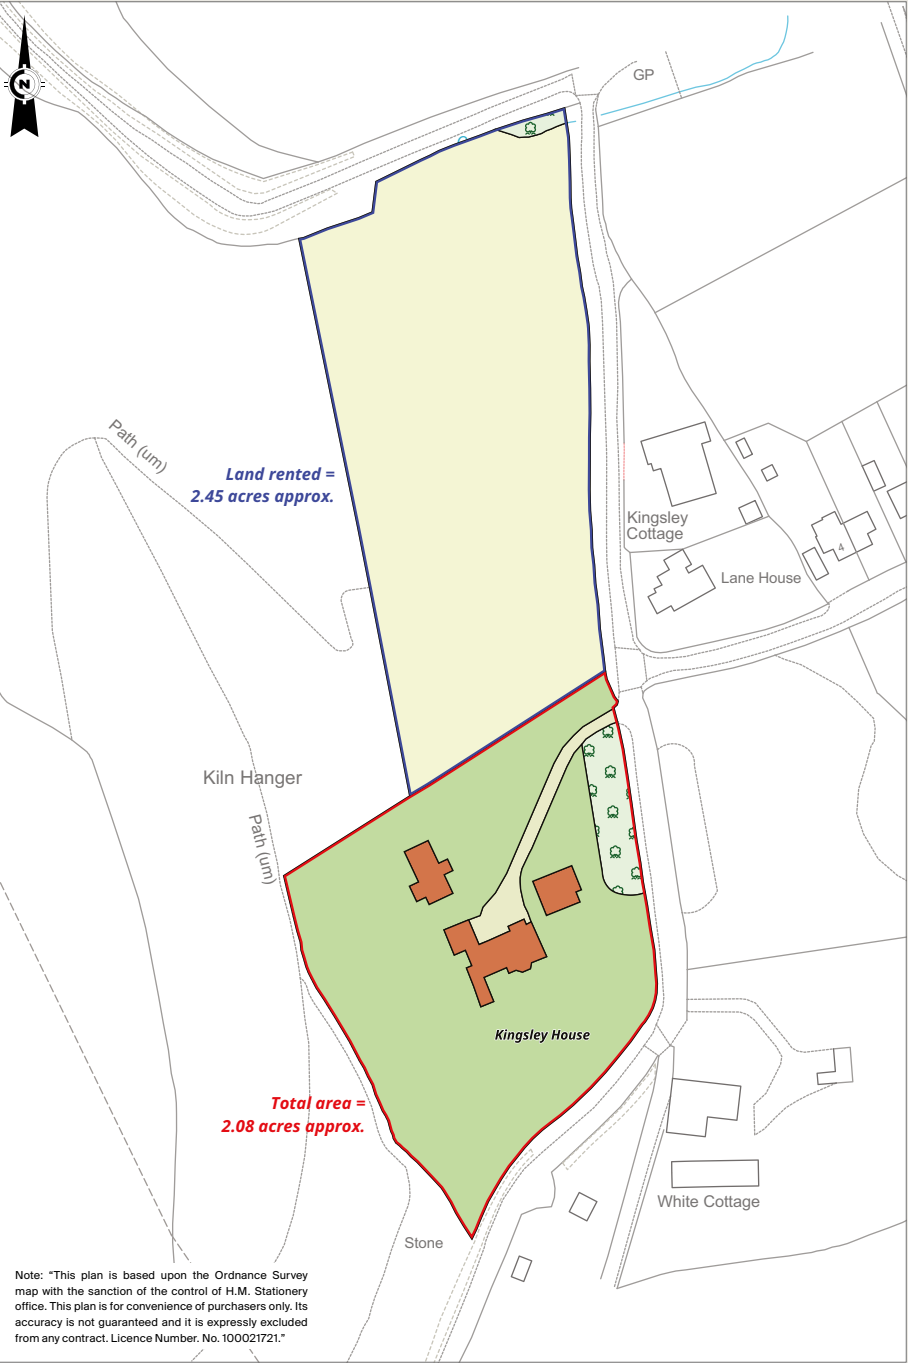 N
GP
Path (um)
Land rented =
2.45 acres approx.
Kingsley
Cottage
4
Lane House
Kiln Hanger
Path (um)
Kingsley House
Total area =
2.08 acres approx.
White Cottage
Stone
Note: “This plan is based upon the Ordnance Survey
map with the sanction of the control of H.M. Stationery
office. This plan is for convenience of purchasers only. Its
accuracy is not guaranteed and it is expressly excluded
from any contract. Licence Number. No. 100021721.”